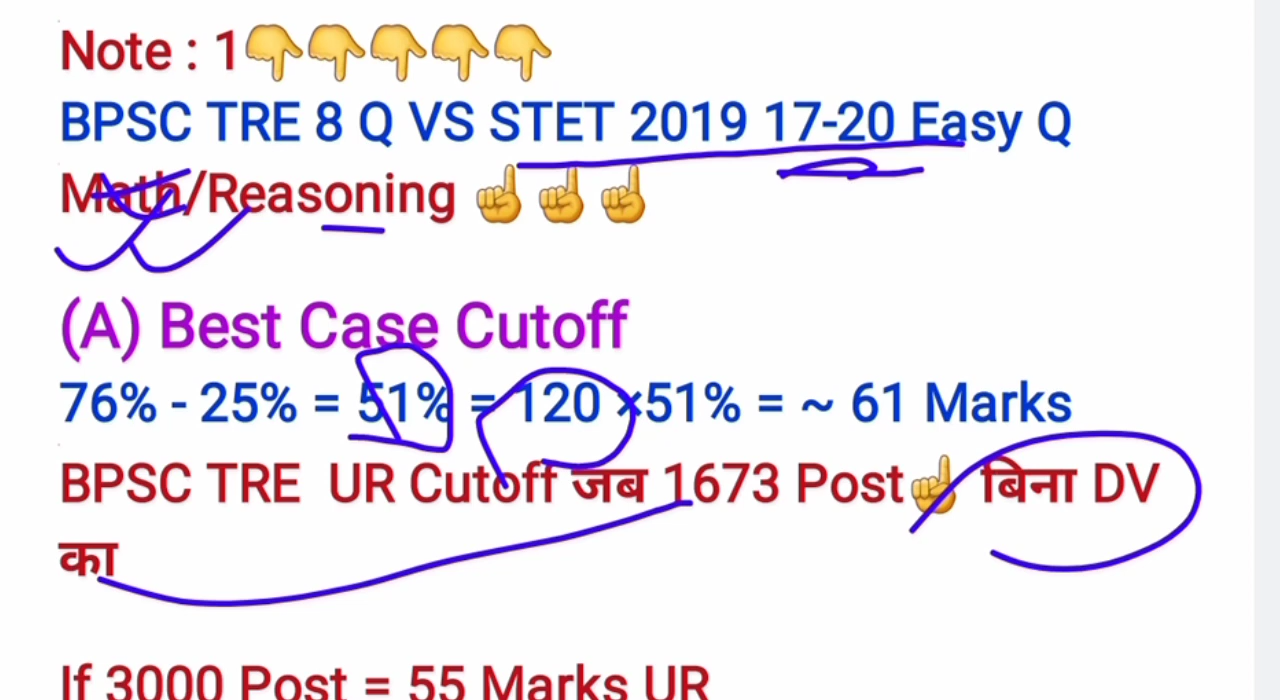 Note : 1👇👇👇👇👇
BPSC TRE 8 Q VS STET 2019 17-20 Easy Q
Math/Reasoning ☝️☝️☝️
(A) Best Case Cutoff
76% - 25% = 51% = 120 ×51% = ~ 61 Marks
BPSC TRE UR Cutoff जब 1673 Post☝️ बिना DV
का
If 3000 Post = 55 Marks UR